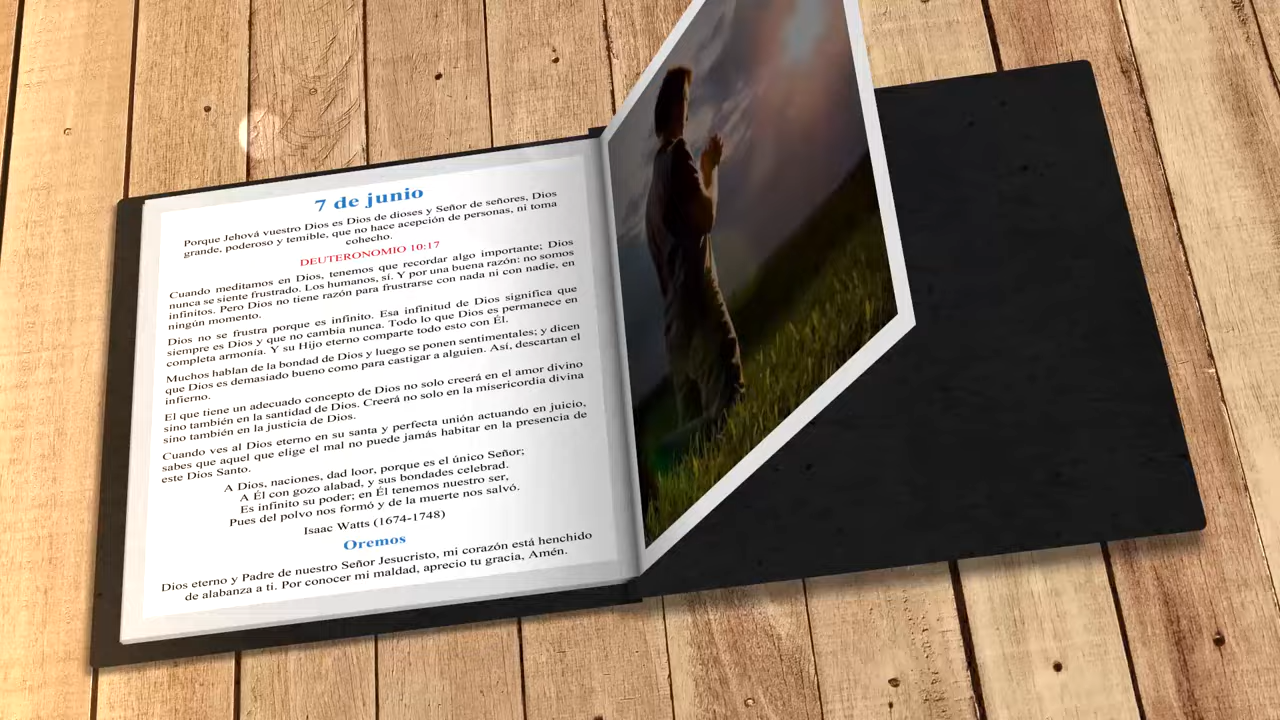 7 de junio
Porque Jehová vuestro Dios es Dios de dioses y Señor de señores, Dios
grande, poderoso y temible, que no hace acepción de personas, ni toma
cohecho.
DEUTERONOMIO 10:17
Cuando meditamos en Dios, tenemos que recordar algo importante; Dios
nunca se siente frustrado. Los humanos, sí. Y por una buena razón: no somos
infinitos. Pero Dios no tiene razón para frustrarse con nada ni con nadie, en
ningún momento.
Dios no se frustra porque es infinito. Esa infinitud de Dios significa que
siempre es Dios y que no cambia nunca. Todo lo que Dios es permanece en
completa armonía. Y su Hijo eterno comparte todo esto con Él.
Muchos hablan de la bondad de Dios y luego se ponen sentimentales; y dicen
que Dios es demasiado bueno como para castigar a alguien. Así, descartan el
infierno.
El que tiene un adecuado concepto de Dios no solo creerá en el amor divino
sino también en la santidad de Dios. Creerá no solo en la misericordia divina
sino también en la justicia de Dios.
Cuando ves al Dios eterno en su santa y perfecta unión actuando en juicio,
sabes que aquel que elige el mal no puede jamás habitar en la presencia de
este Dios Santo.
A Dios, naciones, dad loor, porque es el único Señor;
A Él con gozo alabad, y sus bondades celebrad.
Es infinito su poder; en Él tenemos nuestro ser,
Pues del polvo nos formó y de la muerte nos salvó.
Isaac Watts (1674-1748)
Oremos
Dios eterno y Padre de nuestro Señor Jesucristo, mi corazón está henchido
de alabanza a ti. Por conocer mi maldad, aprecio tu gracia, Amén.